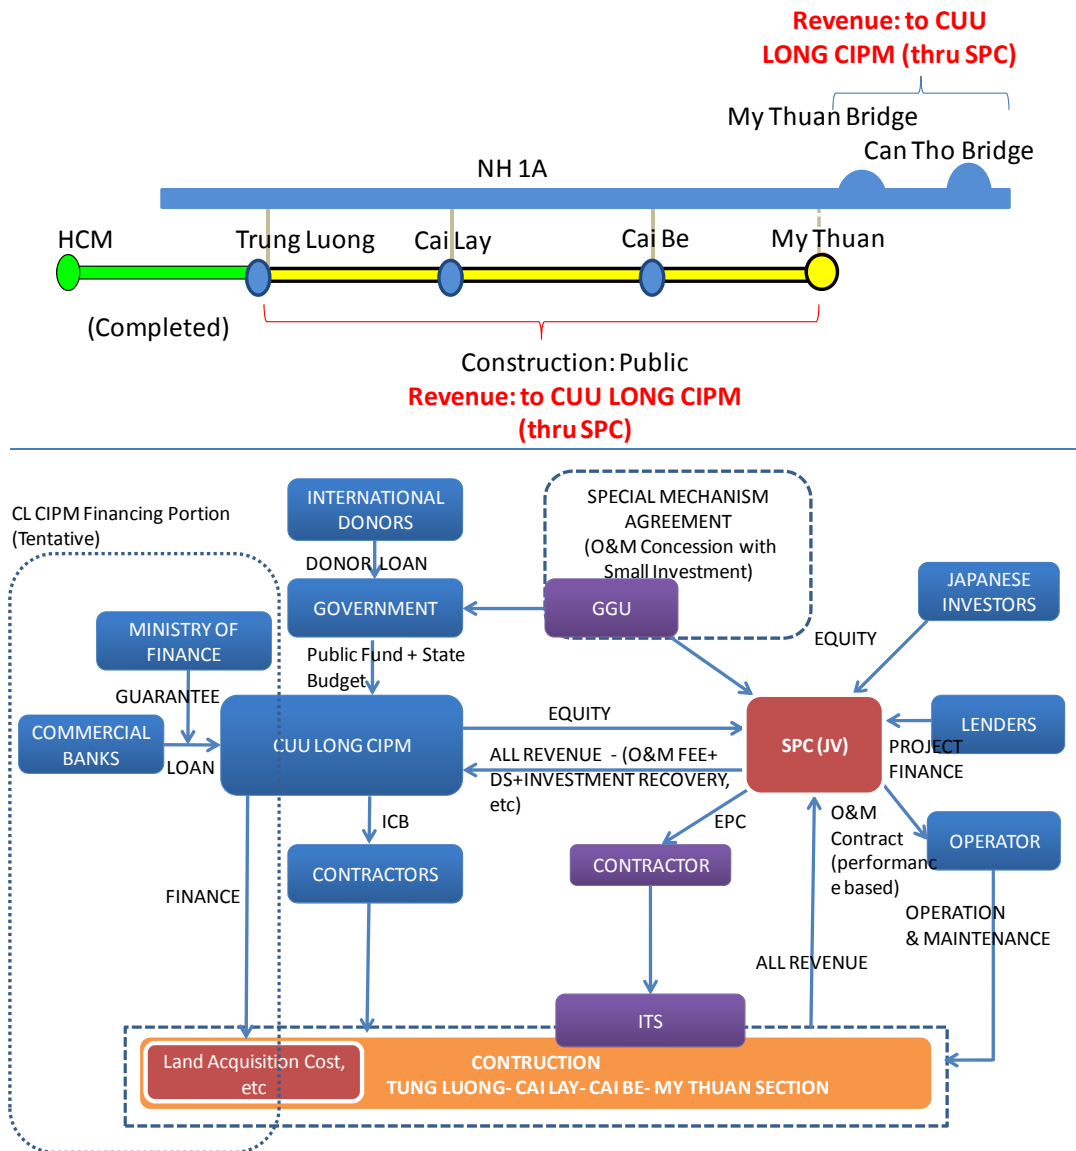 Revenue: to CUU
LONG CIPM (thru SPC)
My Thuan Bridge
Can Tho Bridge
NH 1A
HCM
Trung Luong
Cai Lay
Cai Be
My Thuan
(Completed)
Construction: Public
Revenue: to CUU LONG CIPM
(thru SPC)
CL CIPM Financing Portion
(Tentative)
INTERNATIONAL
DONORS
SPECIAL MECHANISM
AGREEMENT
(O&M Concession with
Small Investment)
DONOR LOAN
JAPANESE
INVESTORS
GOVERNMENT
GGU
MINISTRY OF
FINANCE
EQUITY
Public Fund + State
Budget
GUARANTEE
COMMERCIAL
BANKS
LOAN
CUU LONG CIPM
EQUITY
ALL REVENUE - (O&M FEE+
DS+INVESTMENT RECOVERY,
etc)
SPC (JV)
LENDERS
PROJECT
FINANCE
ICB
EPC
O&M
Contract
(performanc
e based)
OPERATOR
CONTRACTORS
CONTRACTOR
FINANCE
OPERATION
& MAINTENANCE
ALL REVENUE
ITS
Land Acquisition Cost,
etc
CONTRUCTION
TUNG LUONG- CAI LAY- CAI BE- MY THUAN SECTION